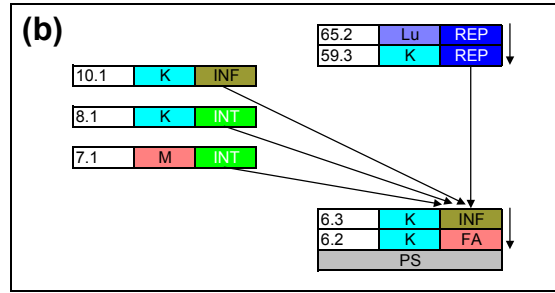 (b)
65.2 Lu REP
59.3 K REP
10.1 K INF
8.1 K INT
7.1 M INT
6.3 K INF
6.2 K FA
PS